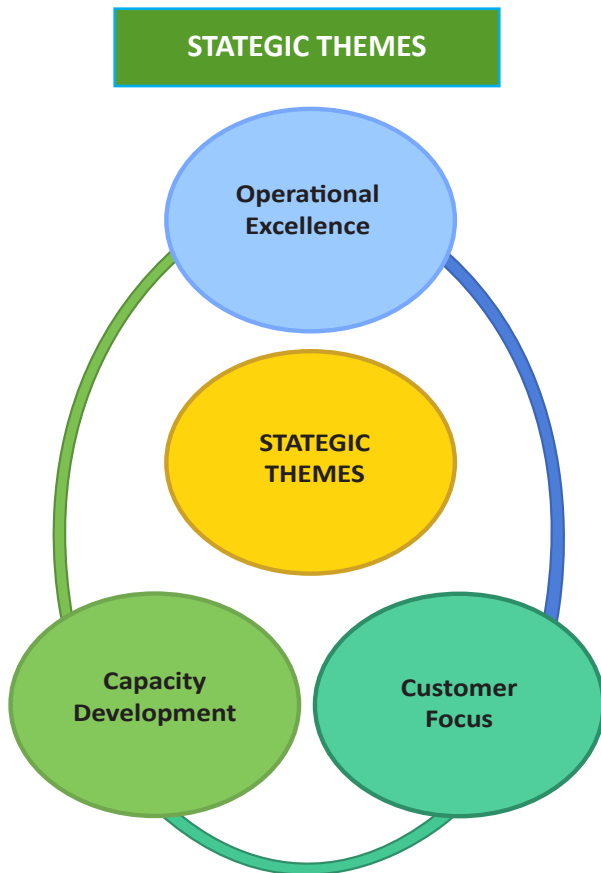 STATEGIC THEMES
Operational
Excellence
STATEGIC
THEMES
Capacity
Development
Customer
Focus